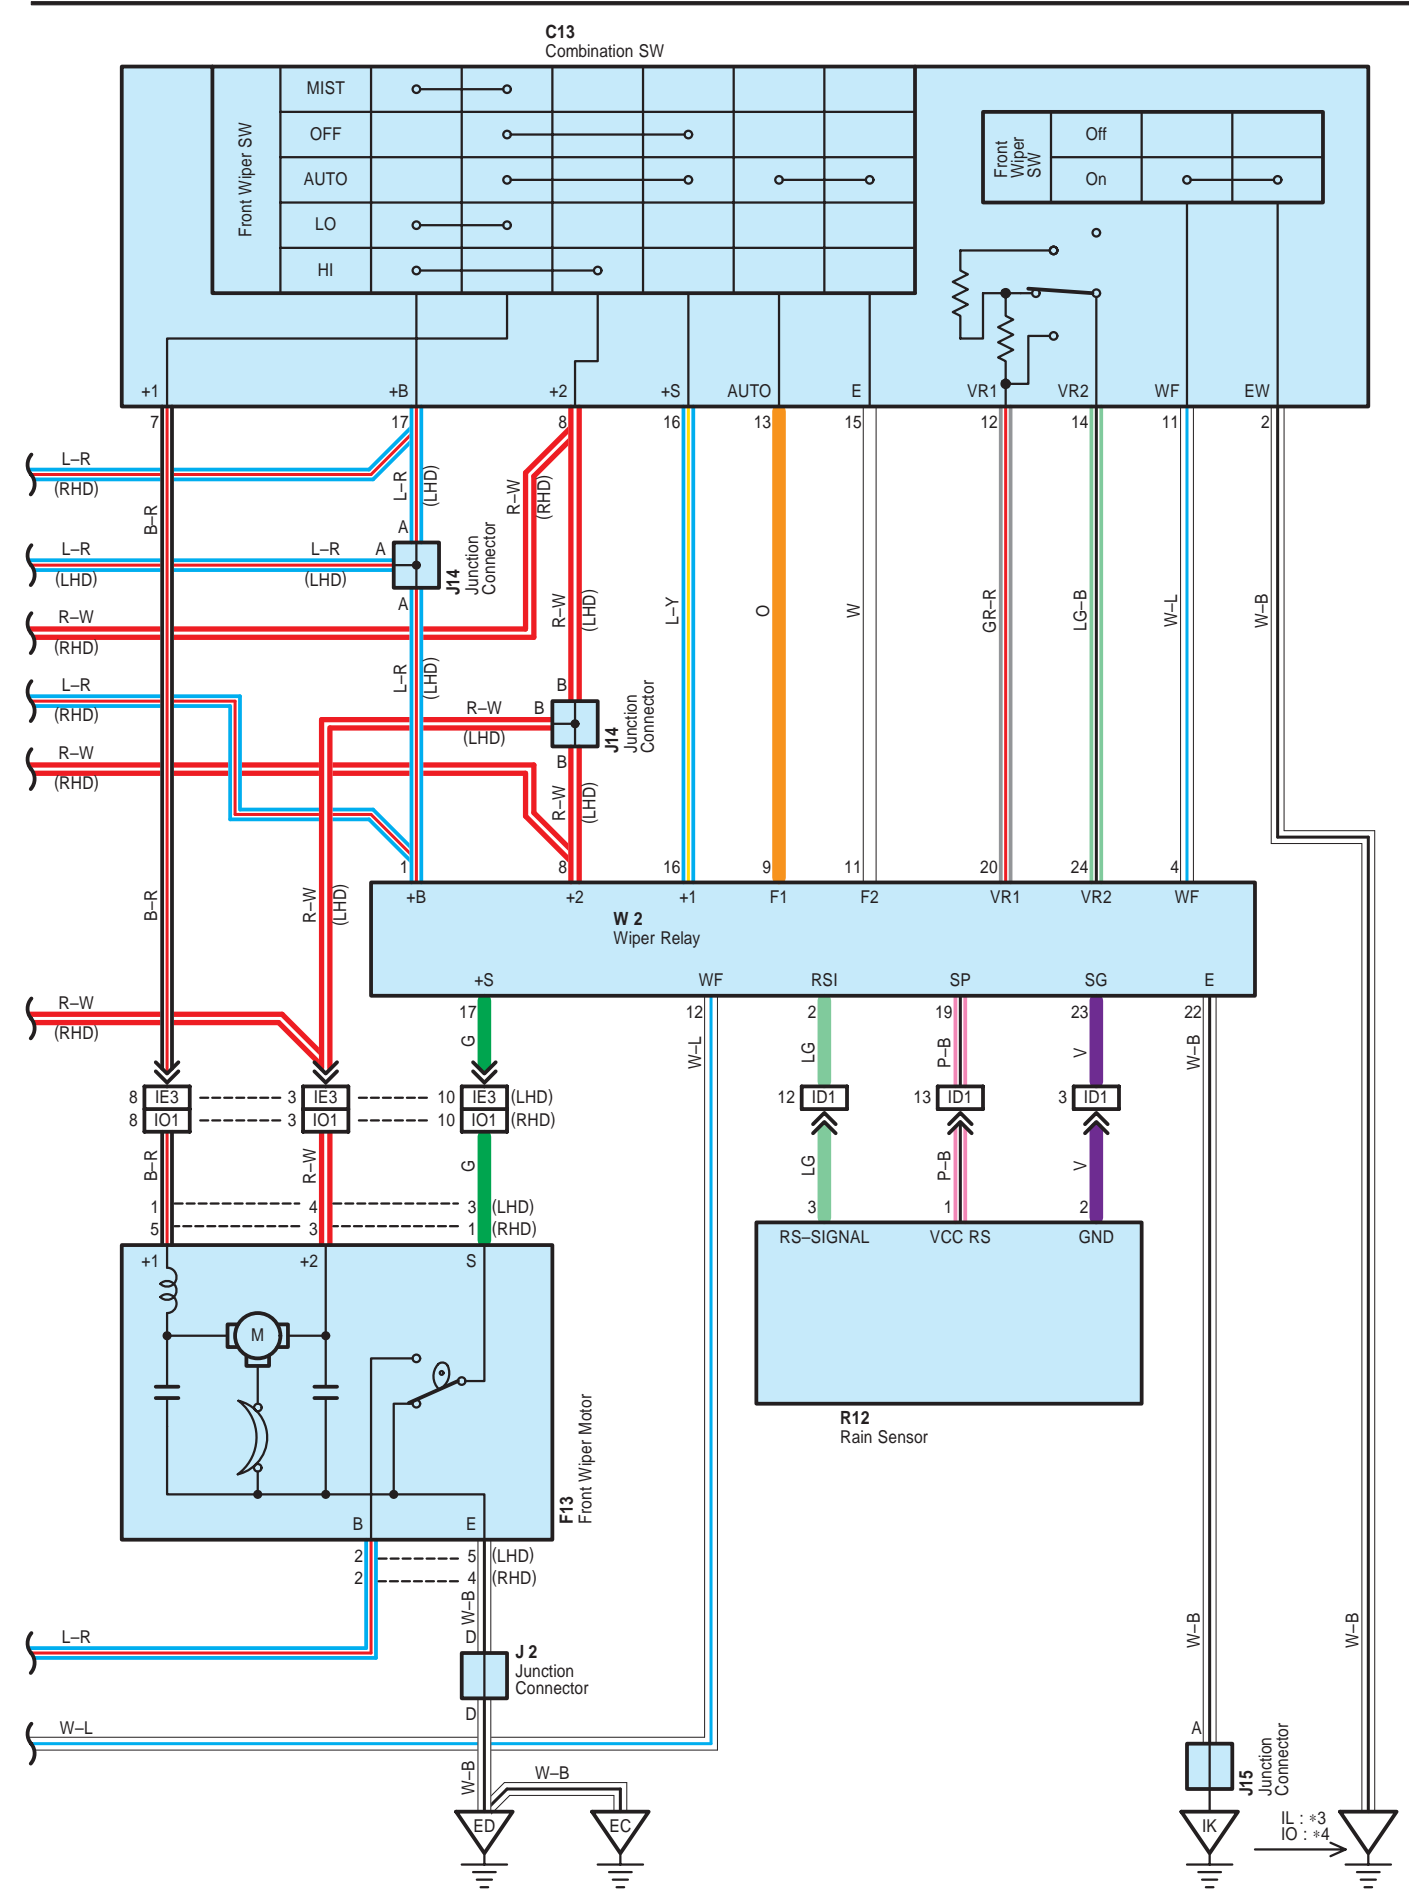 C13
Combination SW
Front Wiper SW
MIST
OFF
AUTO
LO
HI
Front
Wiper
SW
Off
On
+1
+B
+2
+S
AUTO
E
VR1
VR2
WF
EW
7
17
8
16
13
15
12
14
11
2
L–R
(RHD)
B–R
L–R
(LHD)
R–W
(RHD)
L–R
(LHD)
L–R
(LHD)
A
A
A
J14
Junction
Connector
R–W
(RHD)
R–W
(LHD)
L–Y
O
W
GR–R
LG–B
W–L
W–B
L–R
(LHD)
L–R
(RHD)
R–W
(LHD)
B
B
B
J14
Junction
Connector
R–W
(RHD)
R–W
(LHD)
1
8
16
9
11
20
24
4
+B
+2
+1
F1
F2
VR1
VR2
WF
W 2
Wiper Relay
B–R
R–W
(LHD)
+S
WF
RSI
SP
SG
E
17
12
2
19
23
22
R–W
(RHD)
G
W–L
LG
P–B
V
W–B
8 IE3
3 IE3
10 IE3 (LHD)
8 IO1
3 IO1
10 IO1 (RHD)
12 ID1
13 ID1
3 ID1
B–R
R–W
G
LG
P–B
V
1
4
3 (LHD)
5
3
1 (RHD)
3
1
2
+1
+2
S
RS–SIGNAL
VCC RS
GND
M
R12
Rain Sensor
F13
Front Wiper Motor
B
E
2
5 (LHD)
2
4 (RHD)
W–B
L–R
D
J 2
Junction
Connector
D
W–B
W–B
W–L
W–B
W–B
A
J15
Junction
Connector
ED
EC
IK
IL : *3
IO : *4